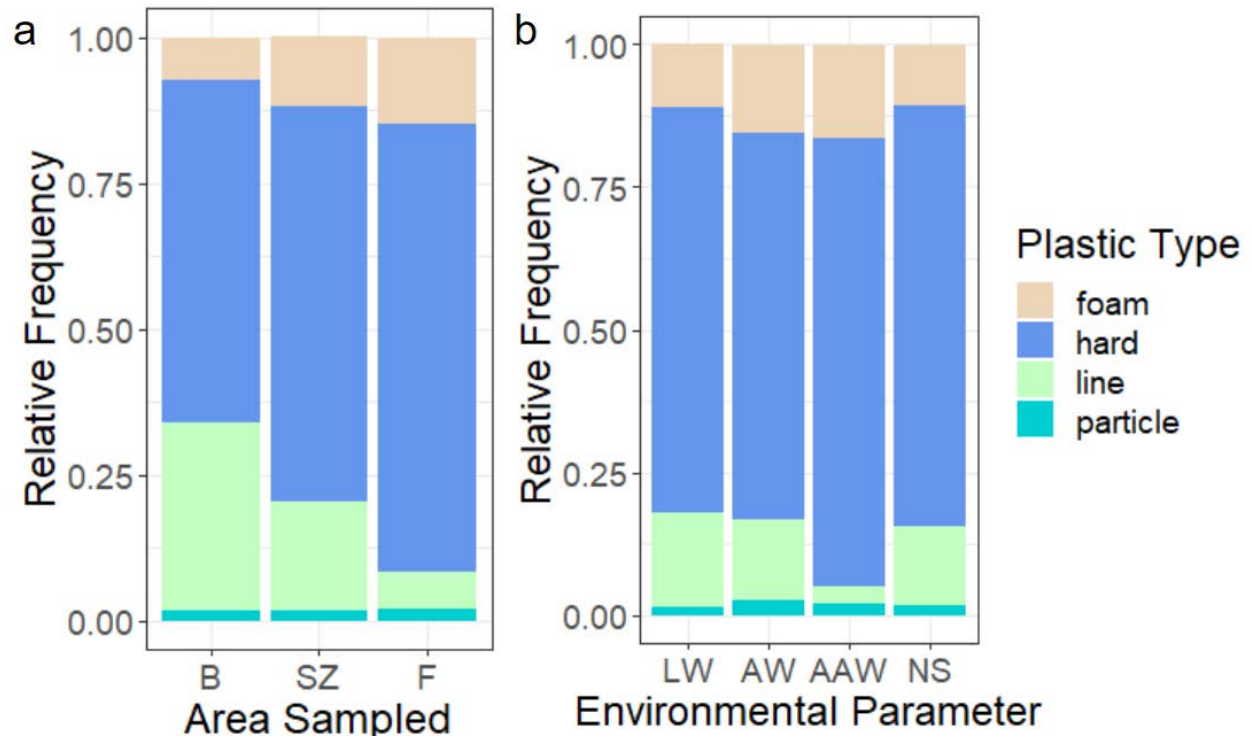 a
1.00
0.75
0.50
0.25
0.00
Relative Frequency
B SZ F
Area Sampled
b
1.00
0.75
0.50
0.25
0.00
Relative Frequency
LW AW AAW NS
Environmental Parameter
Plastic Type
foam
hard
line
particle